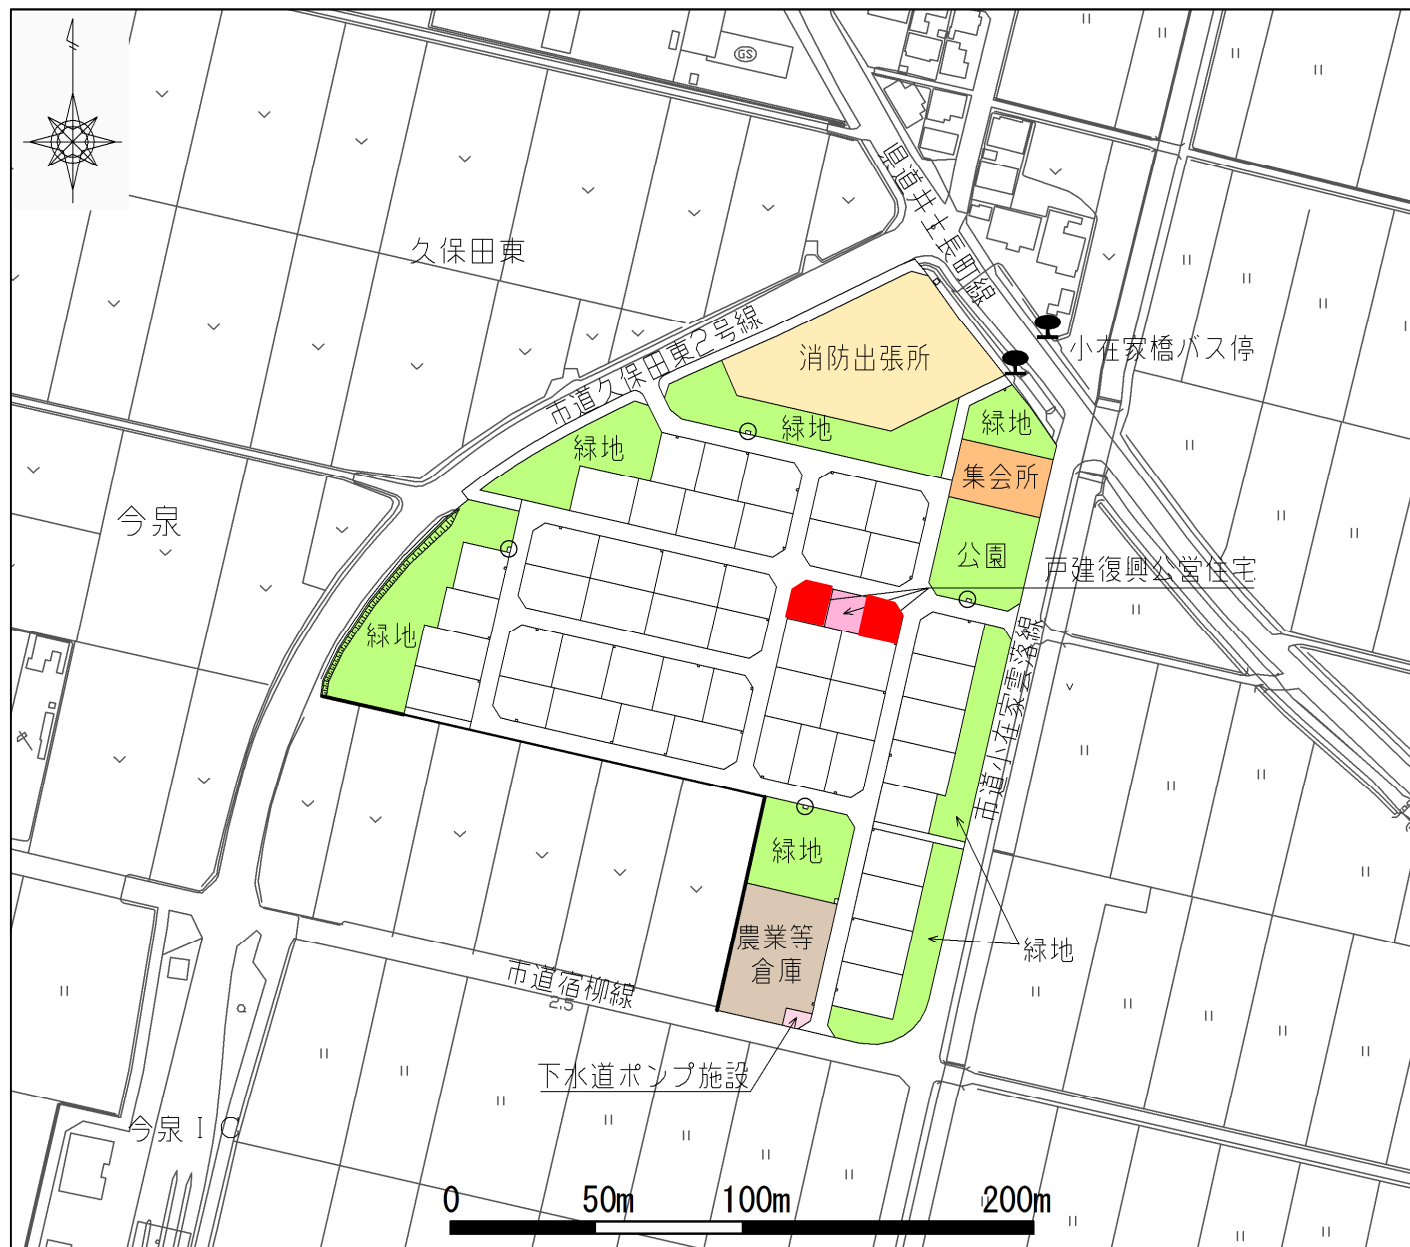 GS
県道井土長町線
久保田東
市道久保田東2号線
消防出張所
小在家橋バス停
緑地
緑地
緑地
集会所
今泉
公園
戸建復興公営住宅
緑地
市道小在家雲落線
緑地
農業等
倉庫
緑地
市道宿柳線
2.5
下水道ポンプ施設
今泉IC
0 50m 100m 200m